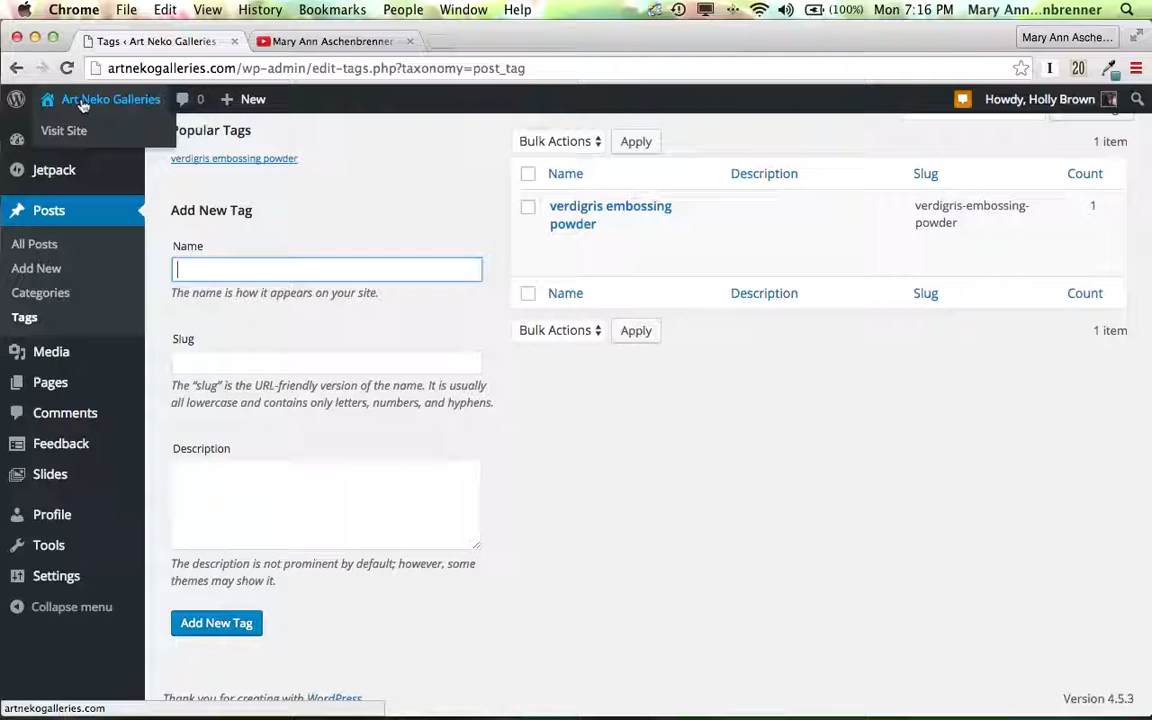 Chrome File Edit View History Bookmarks People Window Help (100%) Mon 7:16 PM Mary Ann...nbrenner
Tags ‹ Art Neko Galleries × Mary Ann Aschenbrenner × Mary Ann Asche...
artnekogalleries.com/wp-admin/edit-tags.php?taxonomy=post_tag 20
Art Neko Galleries 0 + New Howdy, Holly Brown
Visit Site
Jetpack
Posts
All Posts
Add New
Categories
Tags
Media
Pages
Comments
Feedback
Slides
Profile
Tools
Settings
Collapse menu
Popular Tags
verdigris embossing powder
Add New Tag
Name
The name is how it appears on your site.
Slug
The “slug” is the URL-friendly version of the name. It is usually
all lowercase and contains only letters, numbers, and hyphens.
Description
The description is not prominent by default; however, some
themes may show it.
Add New Tag
Bulk Actions Apply 1 item
Name Description Slug Count
verdigris embossing
powder
verdigris-embossing-
powder
1
Name Description Slug Count
Bulk Actions Apply 1 item
Thank you for creating with WordPress
Version 4.5.3
artnekogalleries.com